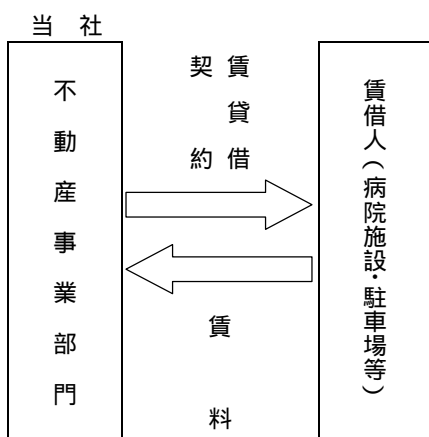 当社
不動産事業部門
賃貸借
契約
賃料
賃借人(病院施設・駐車場等)